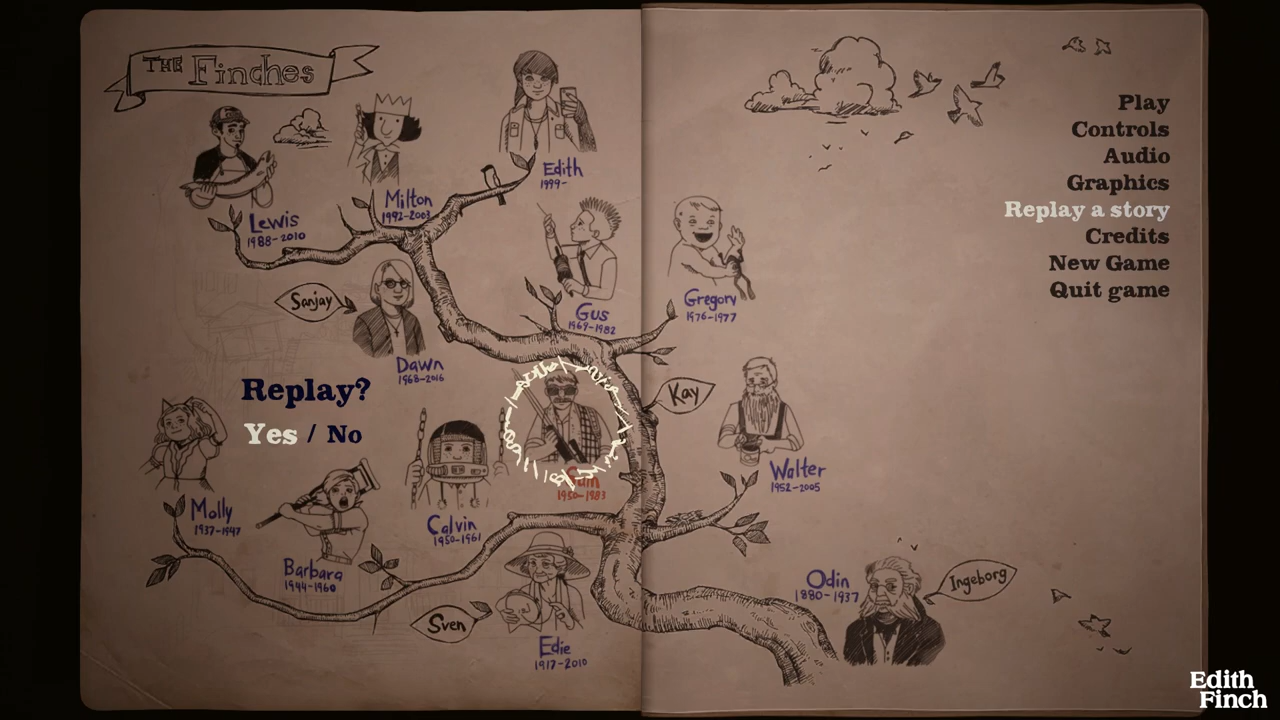 THE Finches
Edith
1999-
Milton
1992-2003
Lewis
1988-2010
Sanjay
Dawn
1968-2016
Gus
1969-1982
Gregory
1976-1977
Kay
Walter
1952-2005
Replay?
Yes / No
Sam
1950-1983
Calvin
1950-1961
Molly
1937-1947
Barbara
1944-1960
Sven
Edie
1917-2010
Odin
1880-1937
Ingeborg
Play
Controls
Audio
Graphics
Replay a story
Credits
New Game
Quit game
Edith
Finch